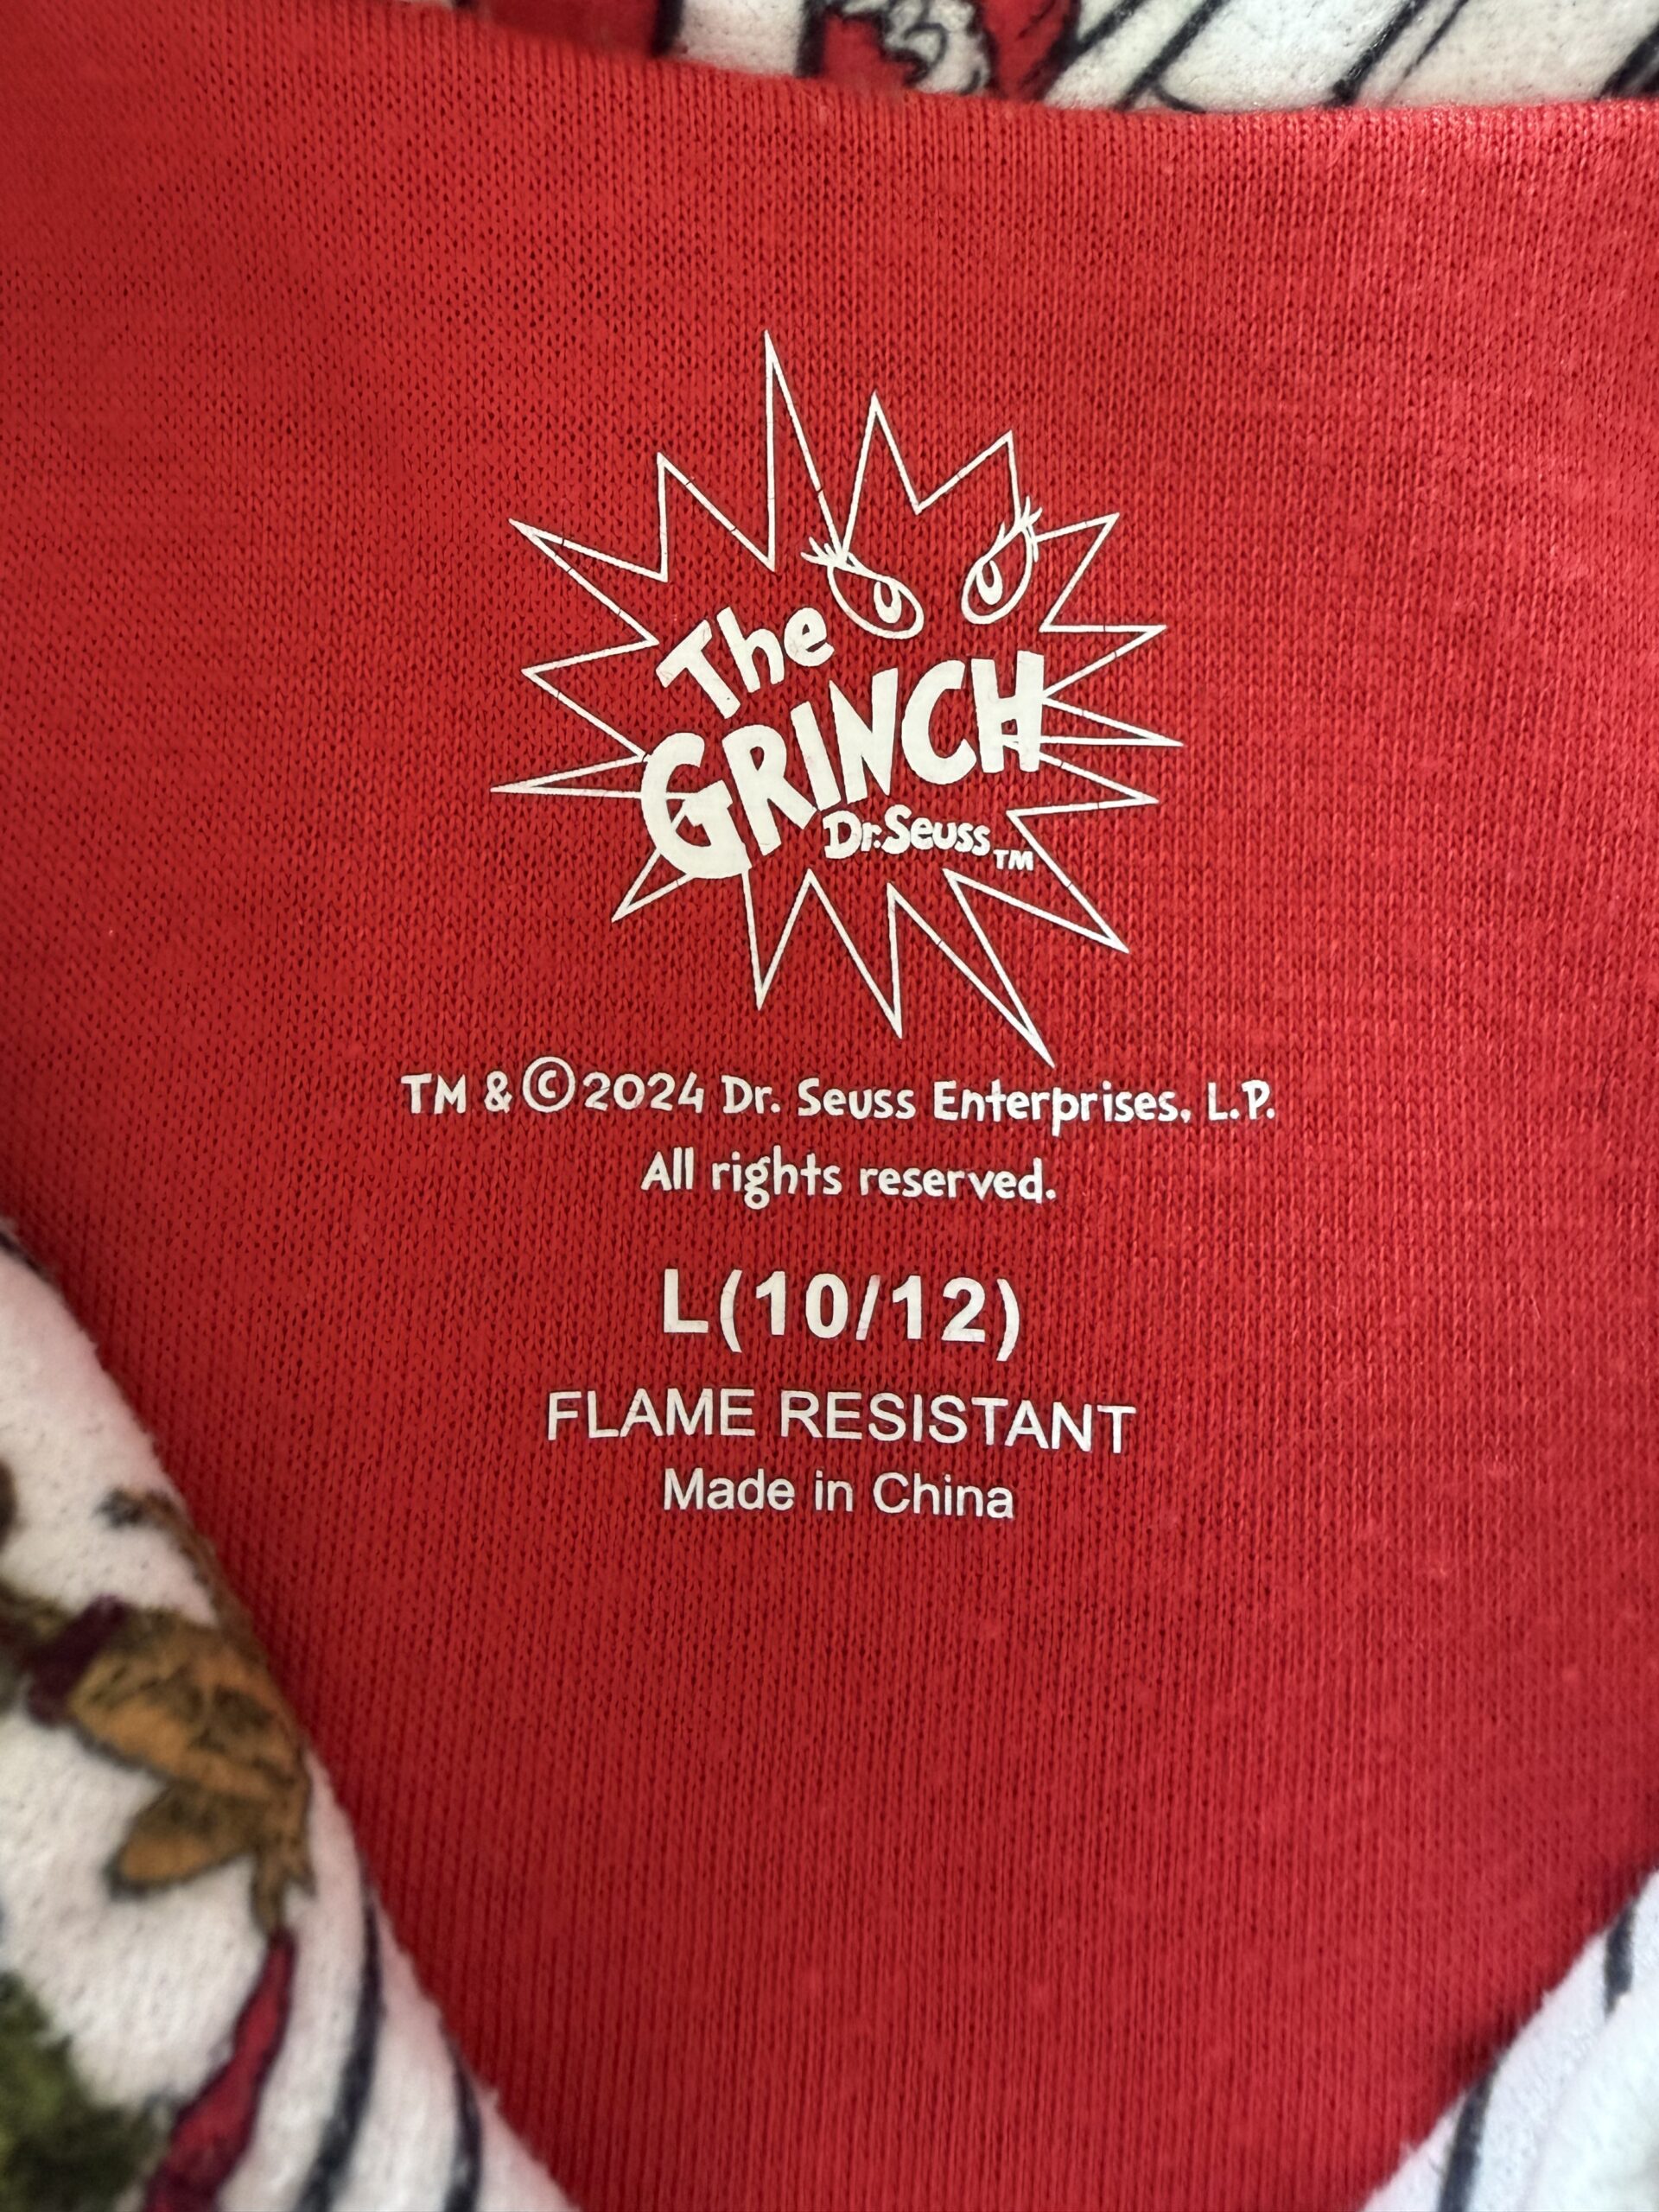 The
GRINCH
Dr. Seuss TM
TM & © 2024 Dr. Seuss Enterprises, L.P.
All rights reserved.
L(10/12)
FLAME RESISTANT
Made in China